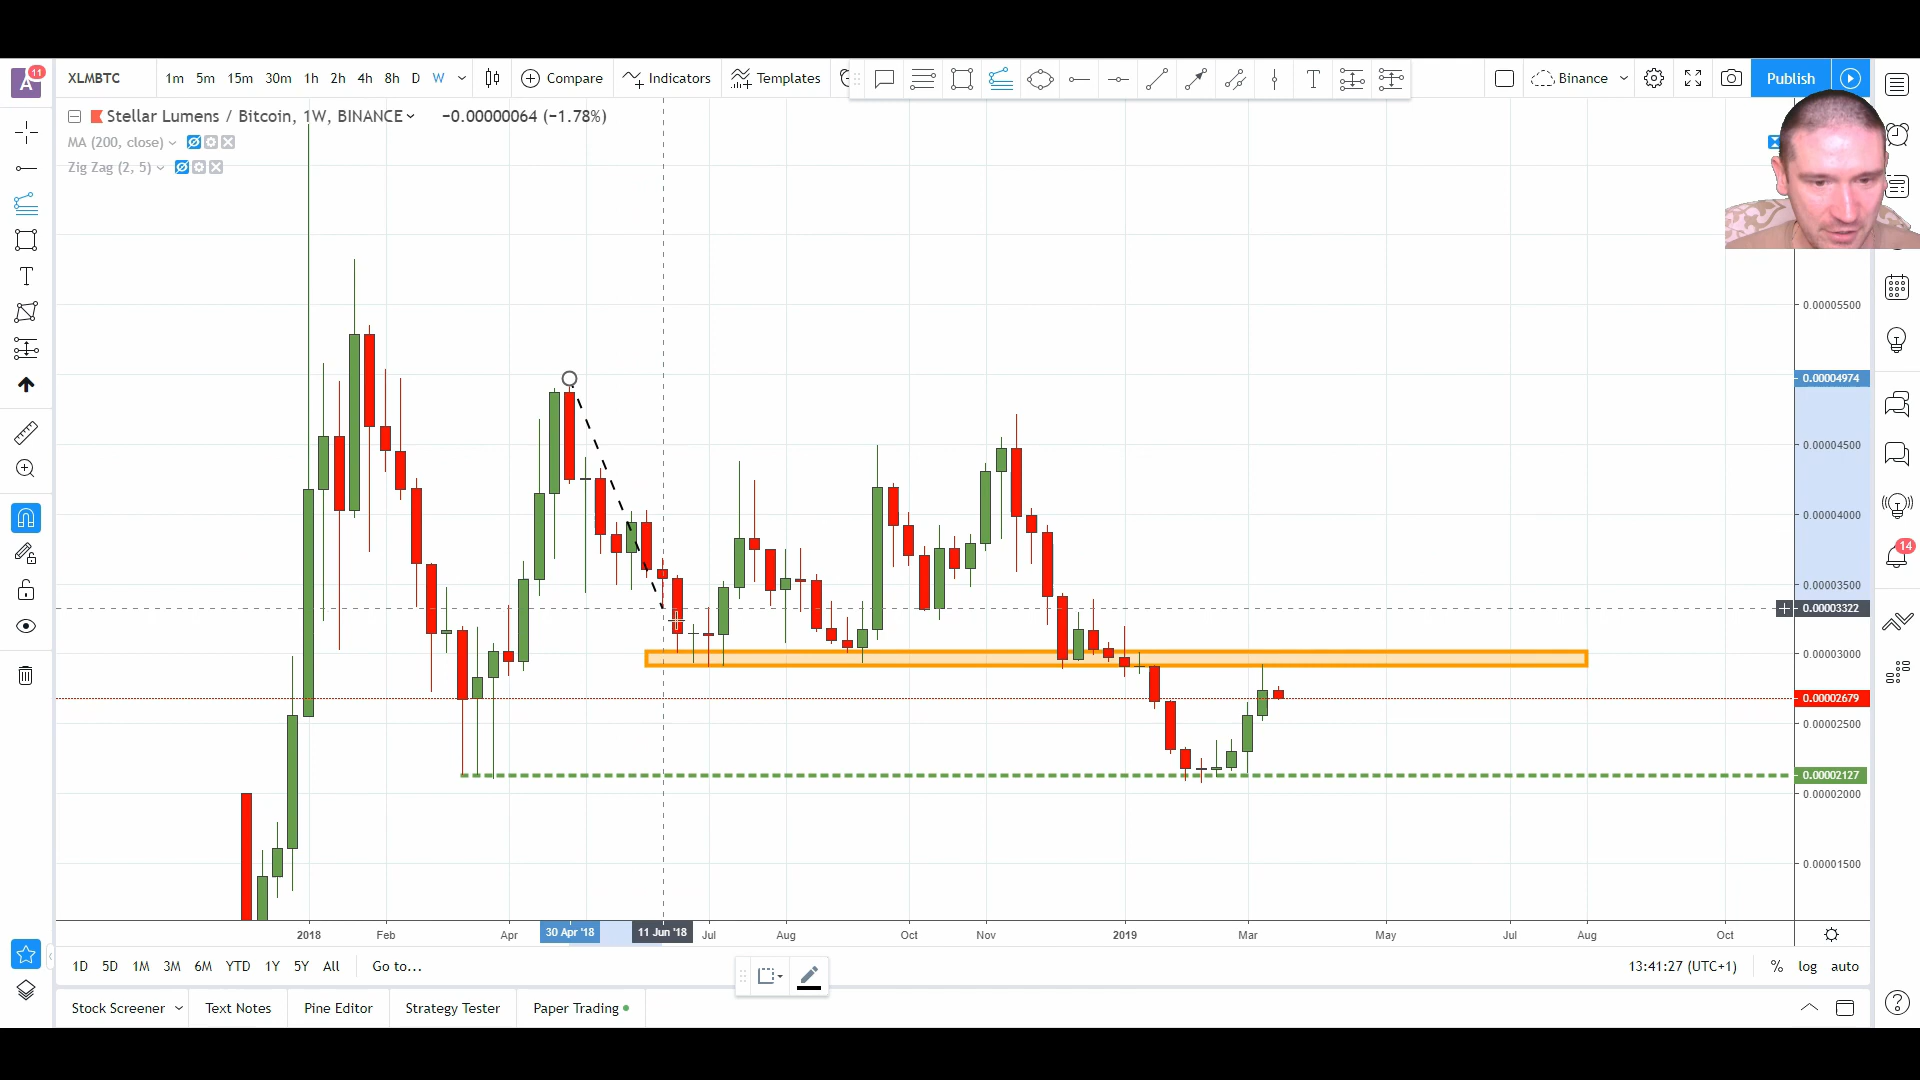 A 11
XLMBTC 1m 5m 15m 30m 1h 2h 4h 8h D W Compare Indicators Templates T Binance Publish
Stellar Lumens / Bitcoin, 1W, BINANCE −0.00000064 (−1.78%)
MA (200, close)
Zig Zag (2, 5)
T
0.00005500
0.00004974
0.00004500
0.00004000
14
0.00003500
0.00003322
0.00003000
0.00002679
0.00002500
0.00002127
0.00002000
0.00001500
2018 Feb Apr 30 Apr '18 11 Jun '18 Jul Aug Oct Nov 2019 Mar May Jul Aug Oct
1D 5D 1M 3M 6M YTD 1Y 5Y All Go to... 13:41:27 (UTC+1) % log auto
Stock Screener Text Notes Pine Editor Strategy Tester Paper Trading